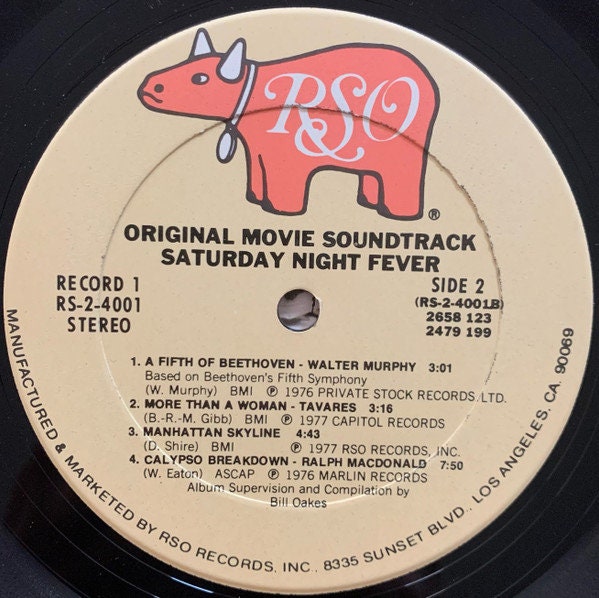 RSO
®
ORIGINAL MOVIE SOUNDTRACK
SATURDAY NIGHT FEVER
RECORD 1
RS-2-4001
STEREO
SIDE 2
(RS-2-4001B)
2658 123
2479 199
1. A FIFTH OF BEETHOVEN - WALTER MURPHY 3:01
Based on Beethoven's Fifth Symphony
(W. Murphy) BMI ℗ 1976 PRIVATE STOCK RECORDS, LTD.
2. MORE THAN A WOMAN - TAVARES 3:16
(B.-R.-M. Gibb) BMI ℗ 1977 CAPITOL RECORDS
3. MANHATTAN SKYLINE 4:43
(D. Shire) BMI ℗ 1977 RSO RECORDS, INC.
4. CALYPSO BREAKDOWN - RALPH MACDONALD 7:50
(W. Eaton) ASCAP ℗ 1976 MARLIN RECORDS
Album Supervision and Compilation by
Bill Oakes
MANUFACTURED & MARKETED BY RSO RECORDS, INC., 8335 SUNSET BLVD., LOS ANGELES, CA. 90069